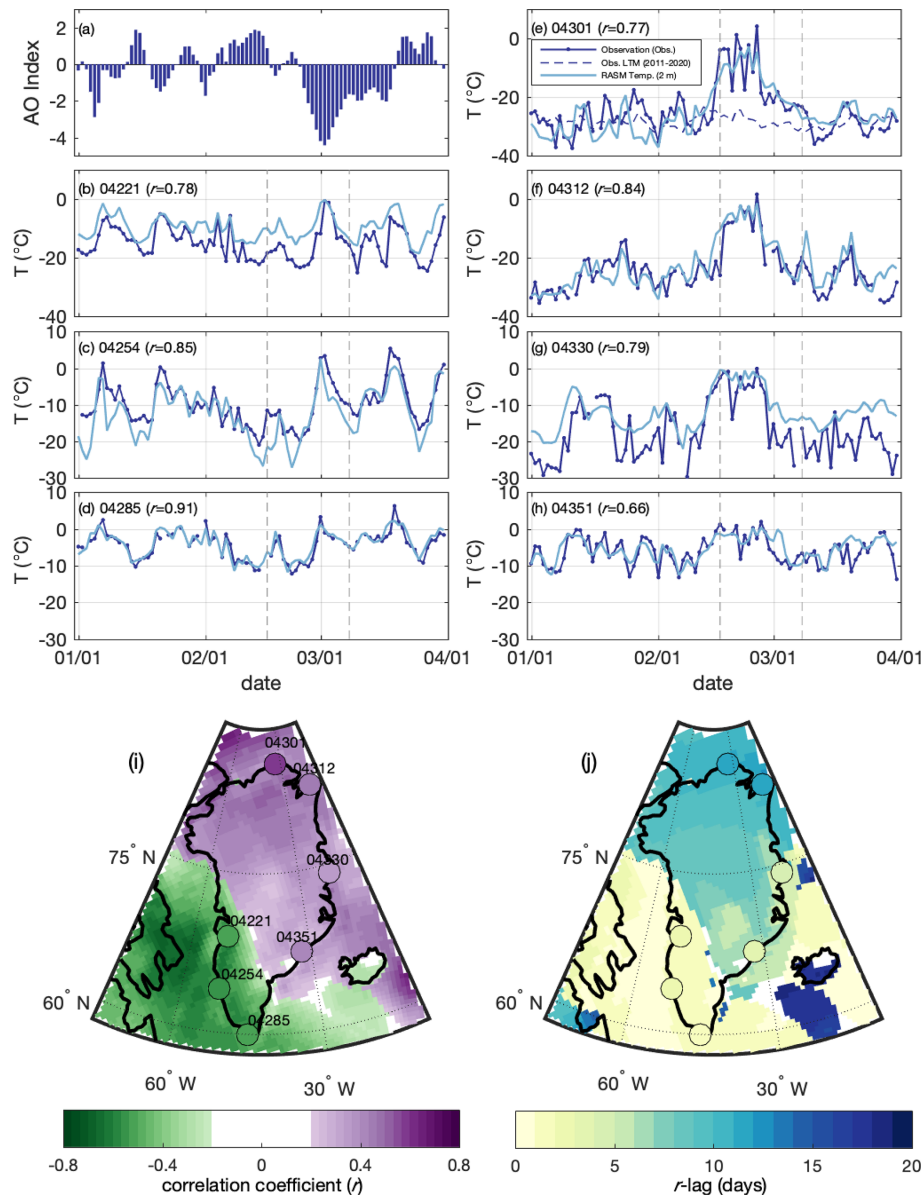 (a)
AO Index
2
0
-2
-4
(b) 04221 (r=0.78)
T (°C)
0
-20
-40
(c) 04254 (r=0.85)
T (°C)
10
0
-10
-20
-30
(d) 04285 (r=0.91)
T (°C)
10
0
-10
-20
-30
01/01 02/01 03/01 04/01
date
(e) 04301 (r=0.77)
Observation (Obs.)
Obs. LTM (2011-2020)
RASM Temp. (2 m)
T (°C)
0
-20
-40
(f) 04312 (r=0.84)
T (°C)
0
-20
-40
(g) 04330 (r=0.79)
T (°C)
10
0
-10
-20
-30
(h) 04351 (r=0.66)
T (°C)
10
0
-10
-20
-30
01/01 02/01 03/01 04/01
date
(i)
04301
04312
75° N
04330
04221
04351
04254
60° N
04285
60° W
30° W
-0.8 -0.4 0 0.4 0.8
correlation coefficient (r)
(j)
75° N
60° N
60° W
30° W
0 5 10 15 20
r-lag (days)